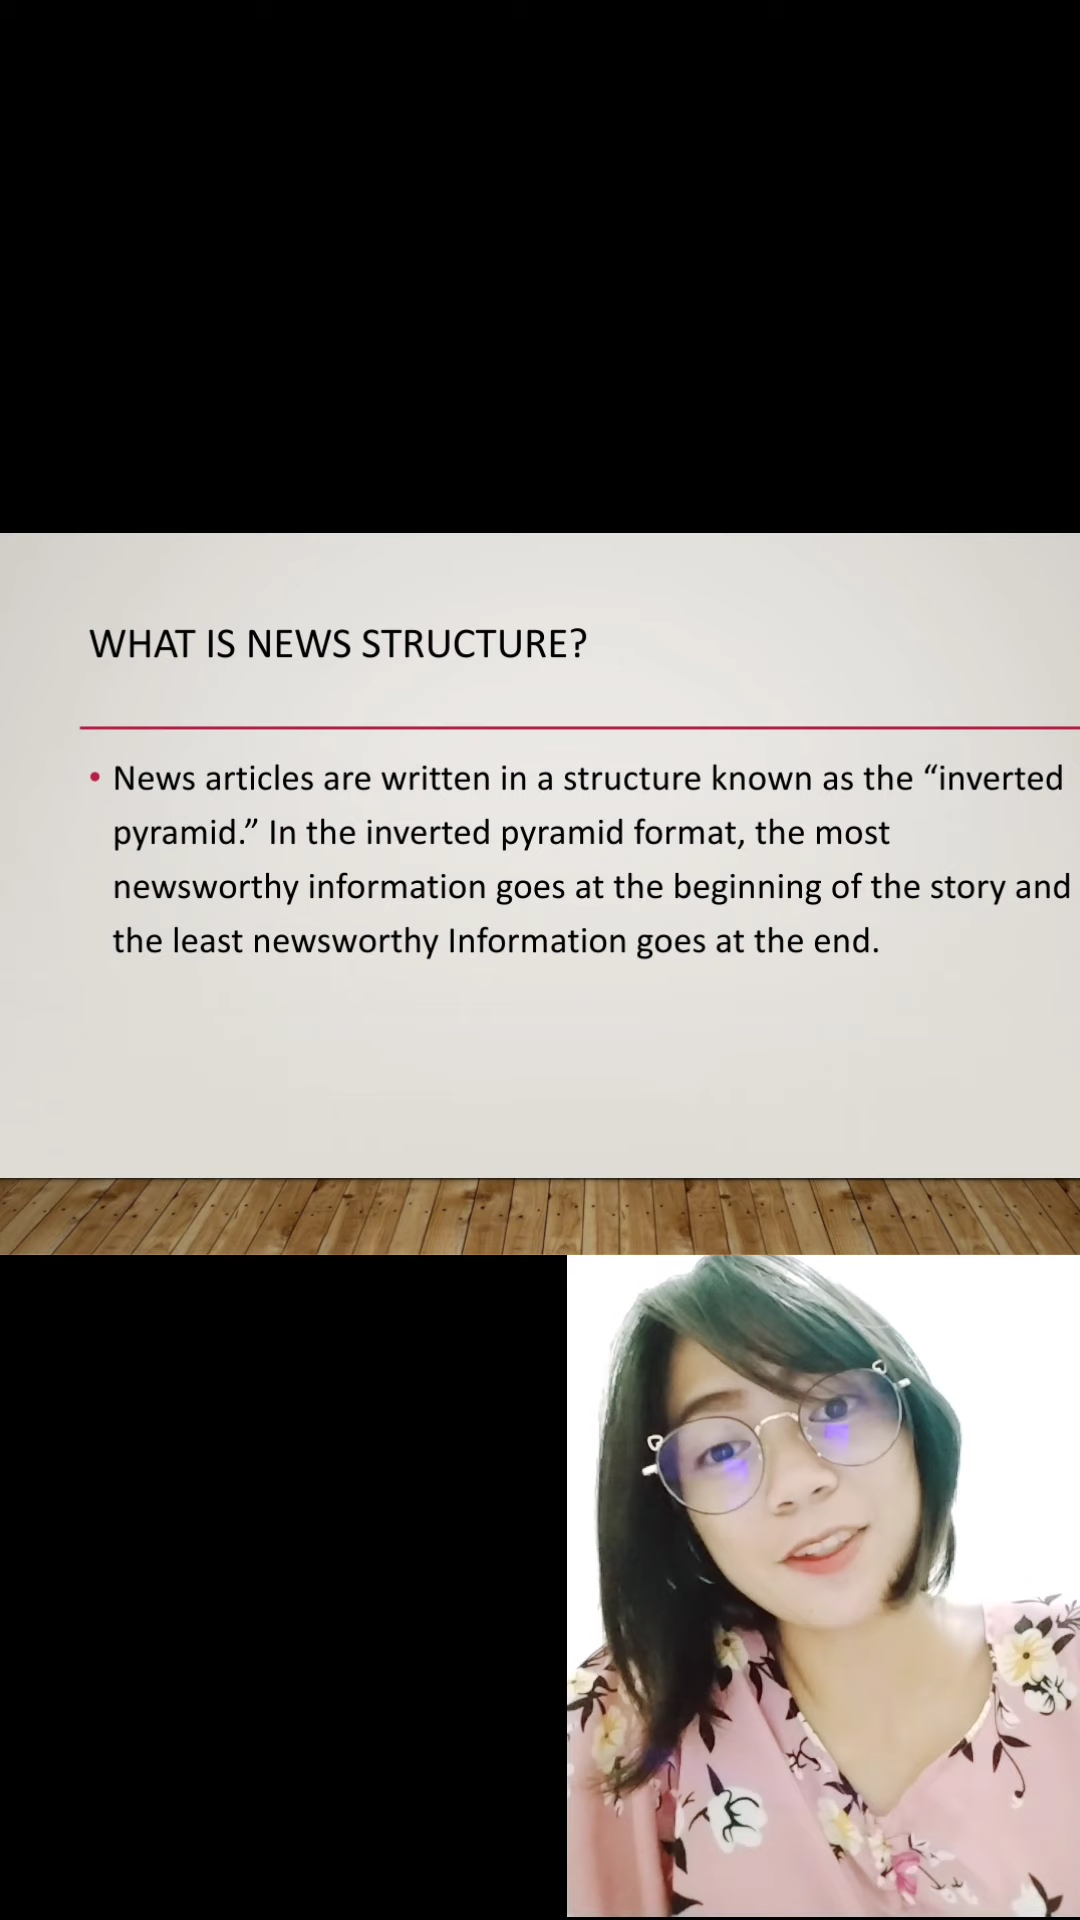 WHAT IS NEWS STRUCTURE?
• News articles are written in a structure known as the “inverted
pyramid.” In the inverted pyramid format, the most
newsworthy information goes at the beginning of the story and
the least newsworthy Information goes at the end.